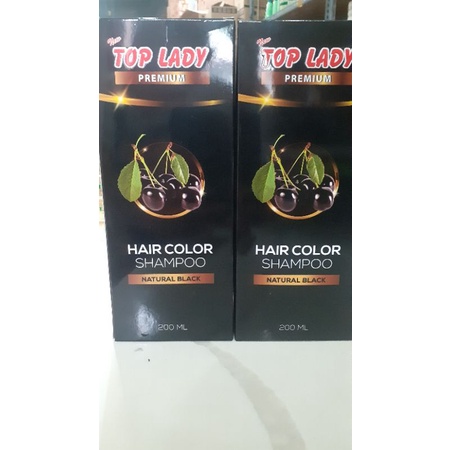 New
TOP LADY
PREMIUM
HAIR COLOR
SHAMPOO
NATURAL BLACK
200 ML
New
TOP LADY
PREMIUM
HAIR COLOR
SHAMPOO
NATURAL BLACK
200 ML